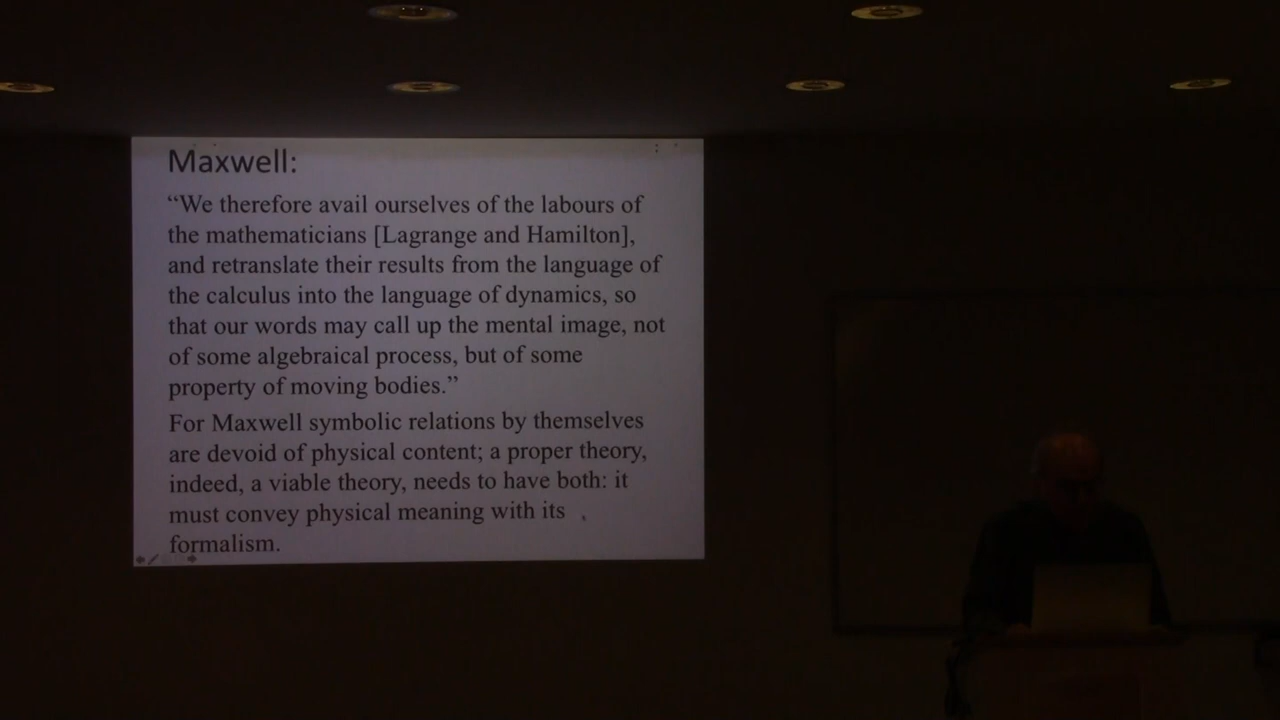 Maxwell:
“We therefore avail ourselves of the labours of
the mathematicians [Lagrange and Hamilton],
and retranslate their results from the language of
the calculus into the language of dynamics, so
that our words may call up the mental image, not
of some algebraical process, but of some
property of moving bodies.”
For Maxwell symbolic relations by themselves
are devoid of physical content; a proper theory,
indeed, a viable theory, needs to have both: it
must convey physical meaning with its
formalism.